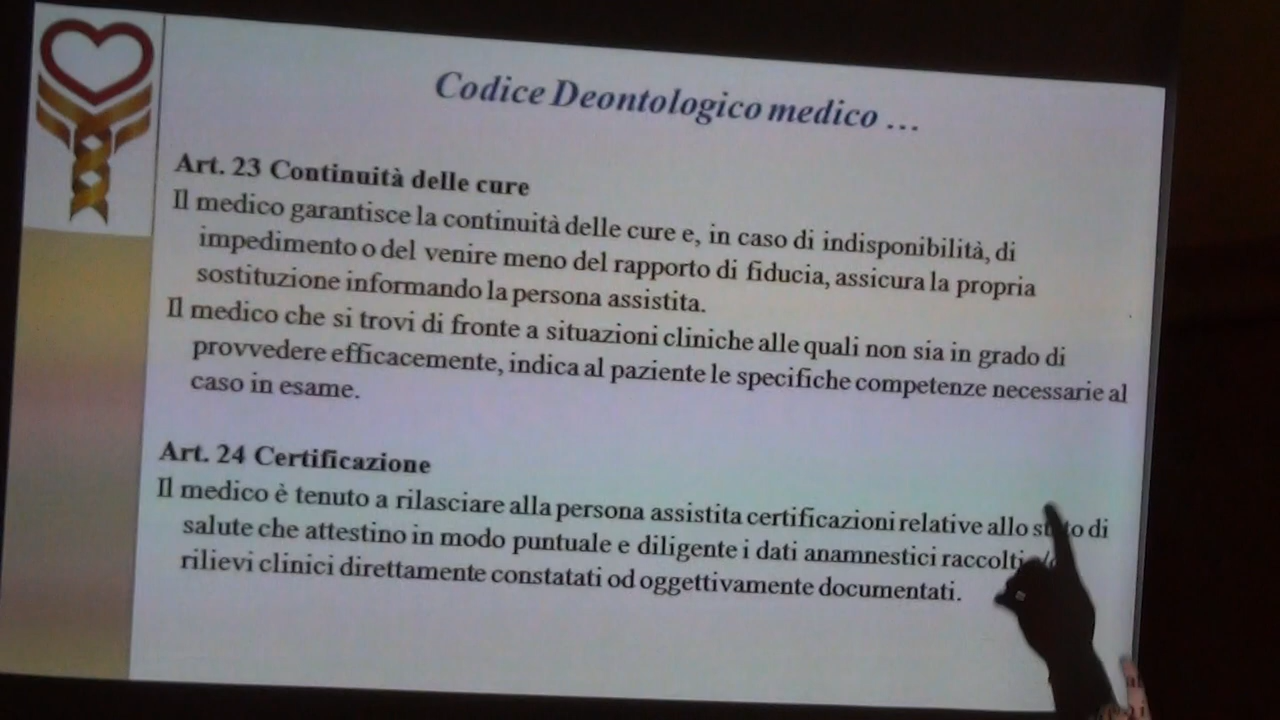 Codice Deontologico medico ...
Art. 23 Continuità delle cure
Il medico garantisce la continuità delle cure e, in caso di indisponibilità, di
impedimento o del venire meno del rapporto di fiducia, assicura la propria
sostituzione informando la persona assistita.
Il medico che si trovi di fronte a situazioni cliniche alle quali non sia in grado di
provvedere efficacemente, indica al paziente le specifiche competenze necessarie al
caso in esame.
Art. 24 Certificazione
Il medico è tenuto a rilasciare alla persona assistita certificazioni relative allo di
salute che attestino in modo puntuale e diligente i dati anamnestici raccolti
rilievi clinici direttamente constatati od oggettivamente documentati.